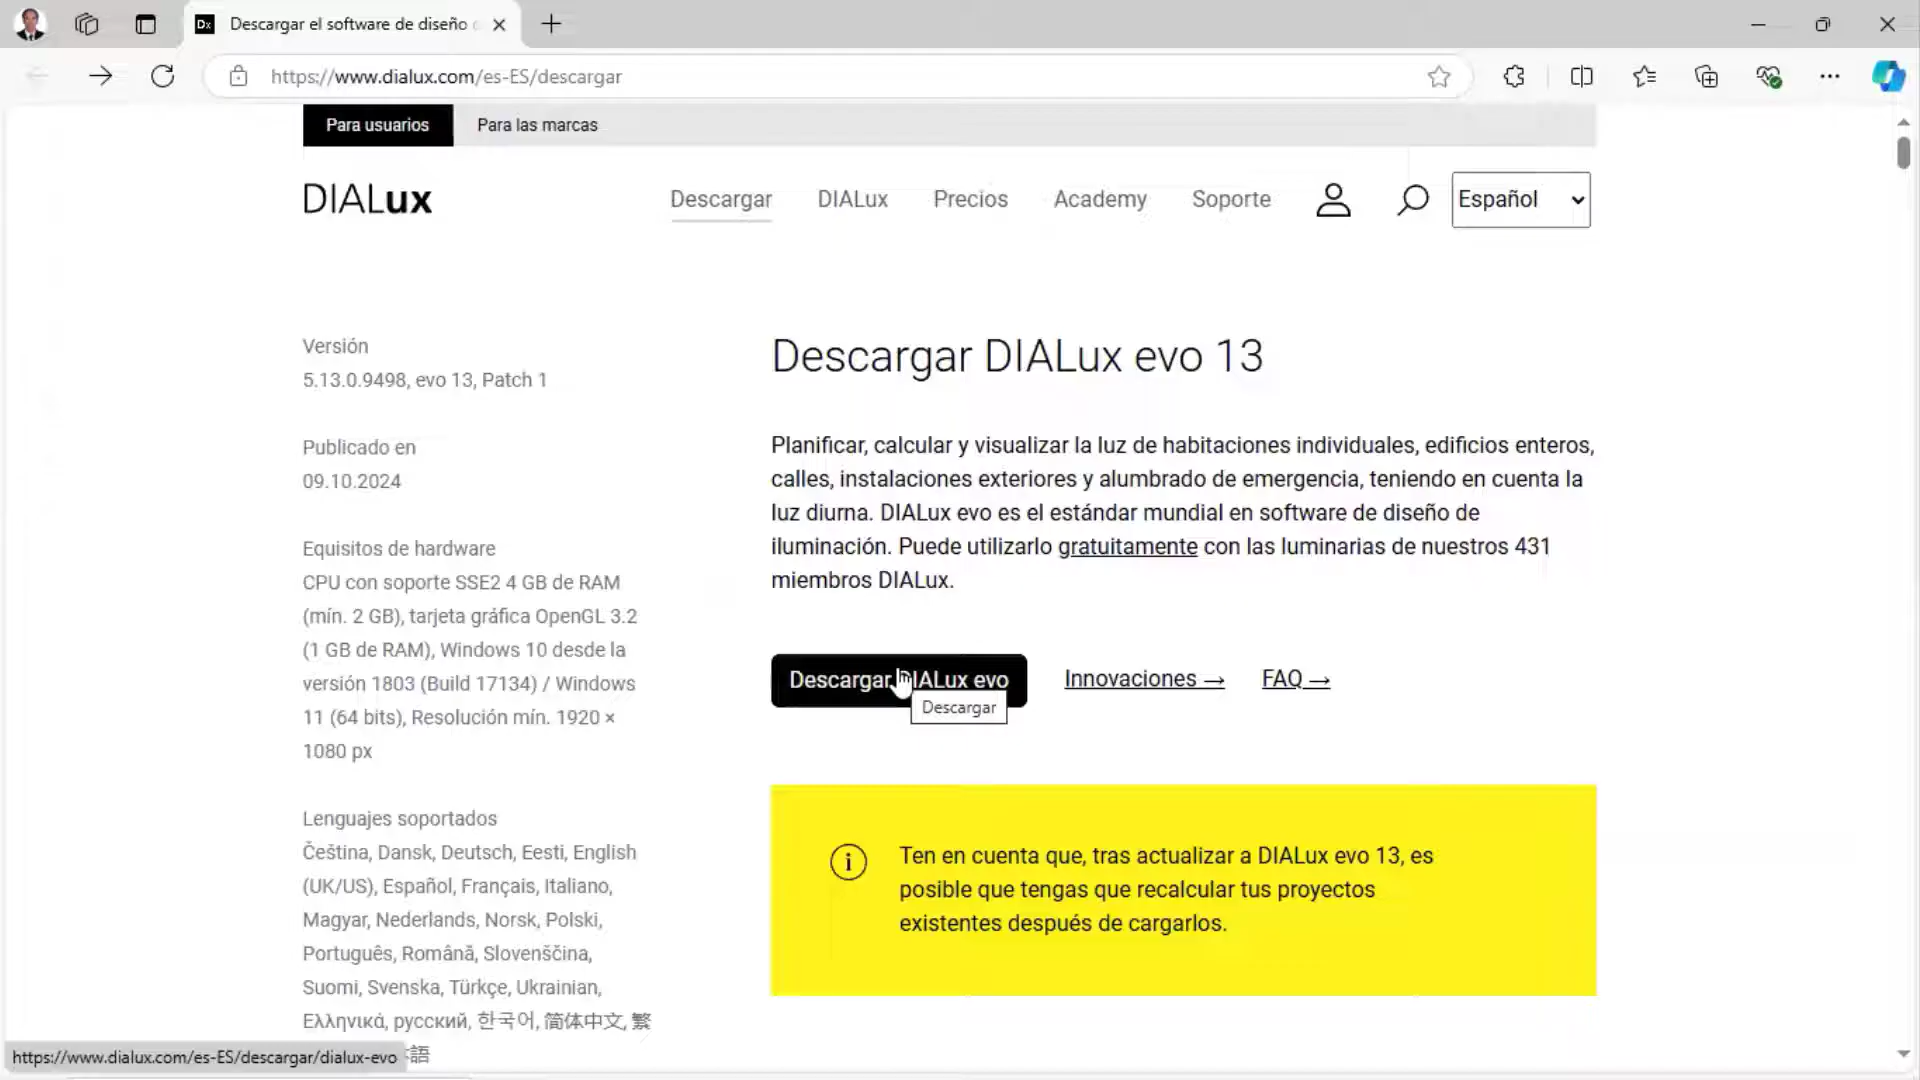 Descargar el software de diseño
https://www.dialux.com/es-ES/descargar
Para usuarios
Para las marcas
DIALux
Descargar
DIALux
Precios
Academy
Soporte
Español
Versión
5.13.0.9498, evo 13, Patch 1
Publicado en
09.10.2024
Equisitos de hardware
CPU con soporte SSE2 4 GB de RAM
(mín. 2 GB), tarjeta gráfica OpenGL 3.2
(1 GB de RAM), Windows 10 desde la
versión 1803 (Build 17134) / Windows
11 (64 bits), Resolución mín. 1920 ×
1080 px
Lenguajes soportados
Čeština, Dansk, Deutsch, Eesti, English
(UK/US), Español, Français, Italiano,
Magyar, Nederlands, Norsk, Polski,
Português, Română, Slovenščina,
Suomi, Svenska, Türkçe, Ukrainian,
Ελληνικά, русский, 한국어, 简体中文, 繁
語
Descargar DIALux evo 13
Planificar, calcular y visualizar la luz de habitaciones individuales, edificios enteros,
calles, instalaciones exteriores y alumbrado de emergencia, teniendo en cuenta la
luz diurna. DIALux evo es el estándar mundial en software de diseño de
iluminación. Puede utilizarlo gratuitamente con las luminarias de nuestros 431
miembros DIALux.
Descargar DIALux evo
Innovaciones →
FAQ →
Descargar
Ten en cuenta que, tras actualizar a DIALux evo 13, es
posible que tengas que recalcular tus proyectos
existentes después de cargarlos.
https://www.dialux.com/es-ES/descargar/dialux-evo